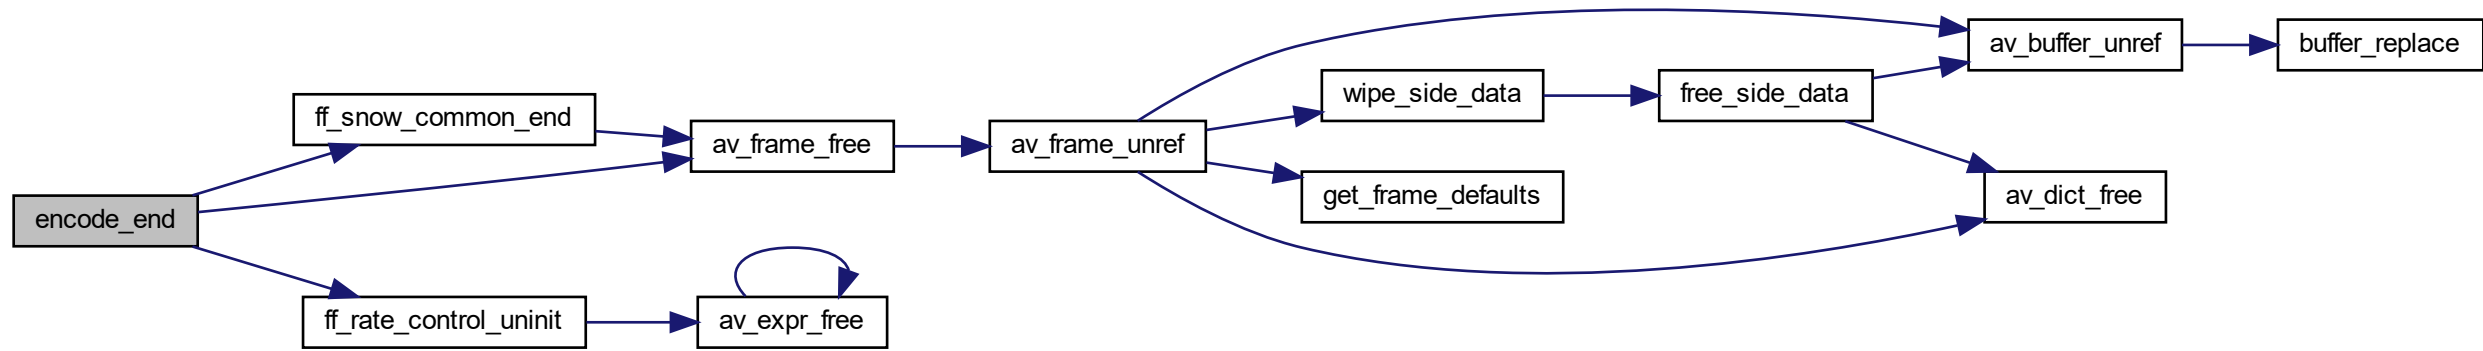 encode_end
ff_snow_common_end
av_frame_free
av_frame_unref
av_buffer_unref
buffer_replace
wipe_side_data
free_side_data
av_dict_free
get_frame_defaults
ff_rate_control_uninit
av_expr_free